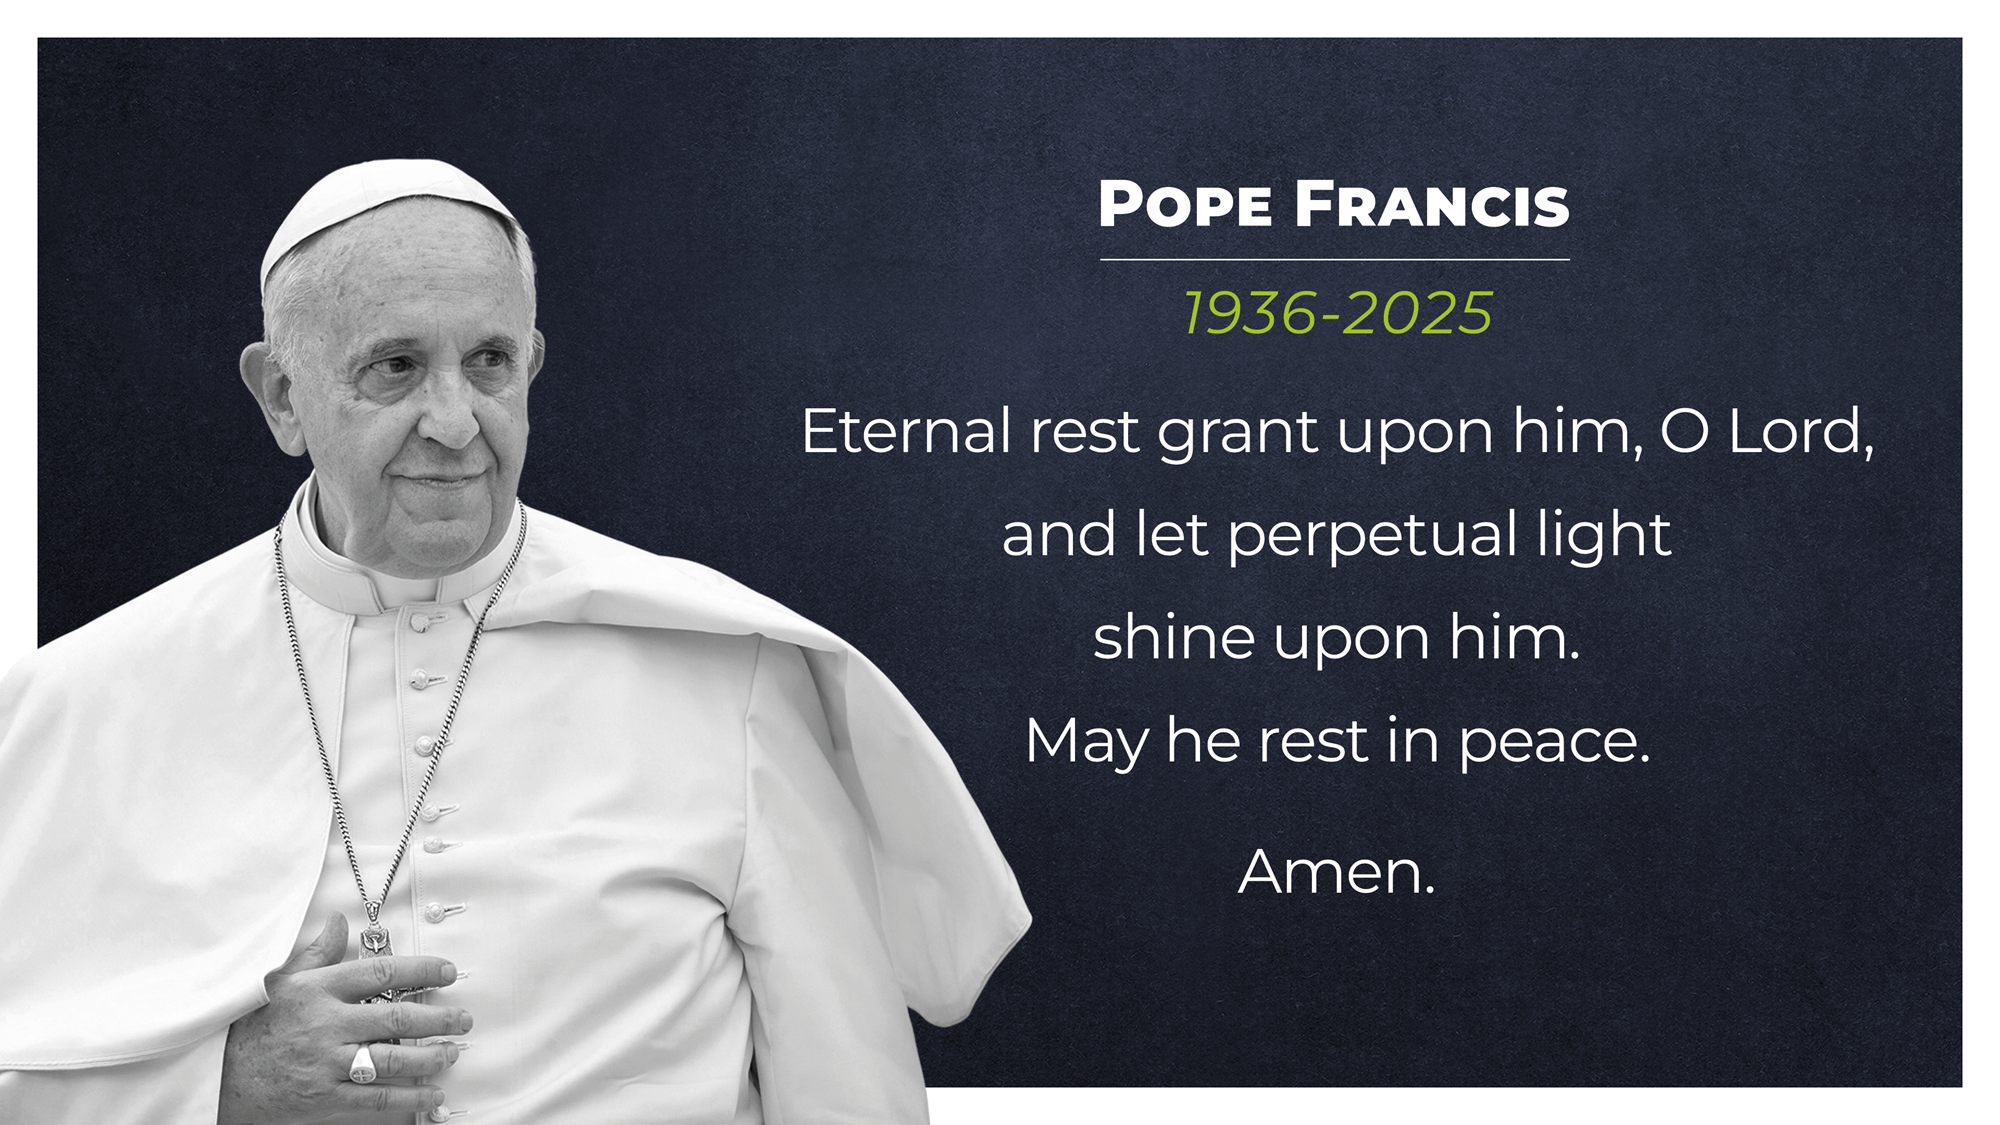 Pope Francis
1936-2025
Eternal rest grant upon him, O Lord,
and let perpetual light
shine upon him.
May he rest in peace.
Amen.